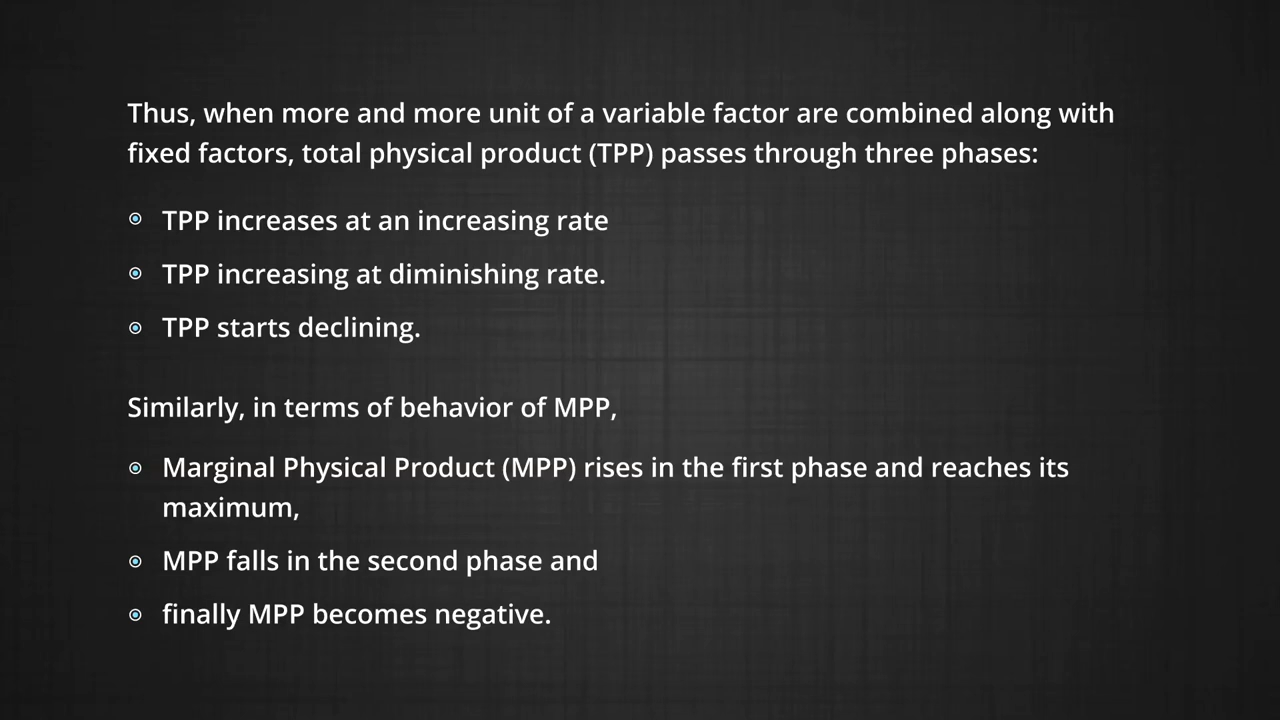 Thus, when more and more unit of a variable factor are combined along with
fixed factors, total physical product (TPP) passes through three phases:
TPP increases at an increasing rate
TPP increasing at diminishing rate.
TPP starts declining.
Similarly, in terms of behavior of MPP,
Marginal Physical Product (MPP) rises in the first phase and reaches its
maximum,
MPP falls in the second phase and
finally MPP becomes negative.